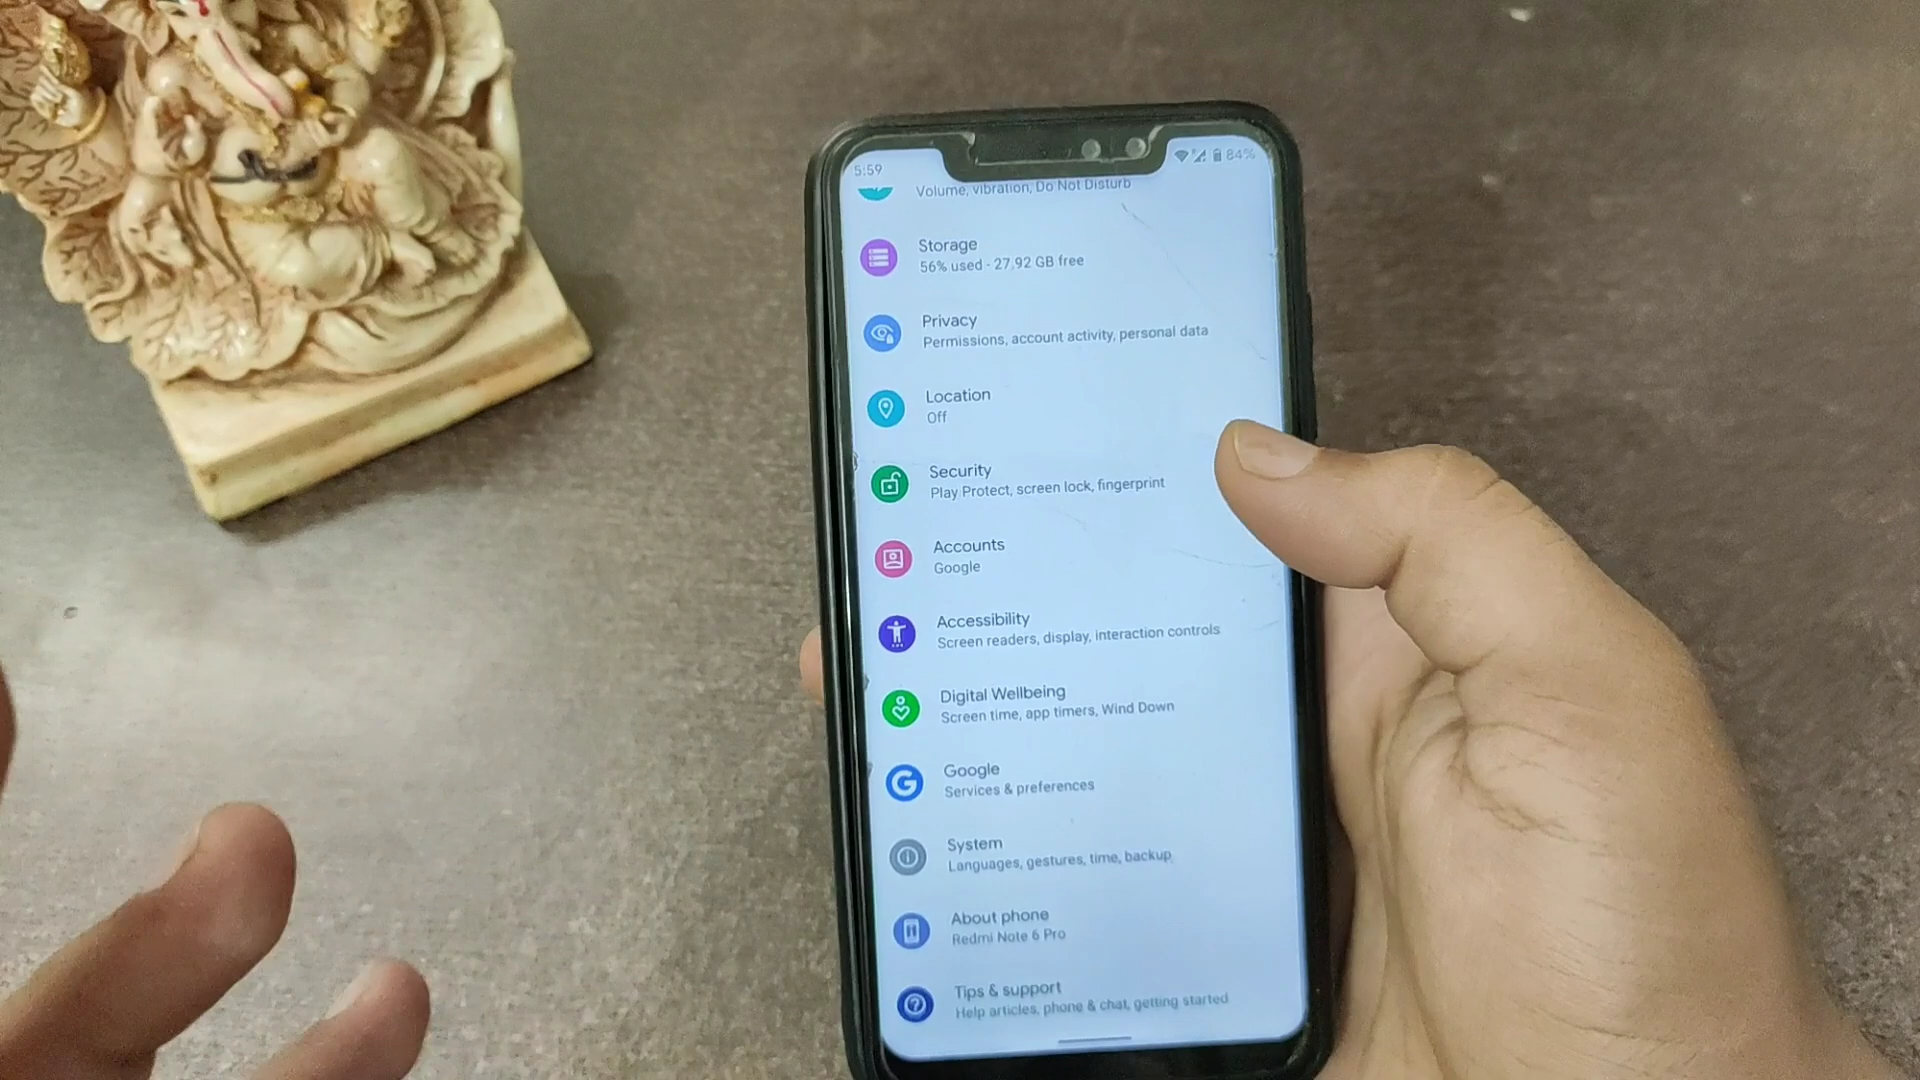 5:59
84%
Volume, vibration, Do Not Disturb
Storage
56% used - 27.92 GB free
Privacy
Permissions, account activity, personal data
Location
Off
Security
Play Protect, screen lock, fingerprint
Accounts
Google
Accessibility
Screen readers, display, interaction controls
Digital Wellbeing
Screen time, app timers, Wind Down
Google
Services & preferences
System
Languages, gestures, time, backup
About phone
Redmi Note 6 Pro
Tips & support
Help articles, phone & chat, getting started